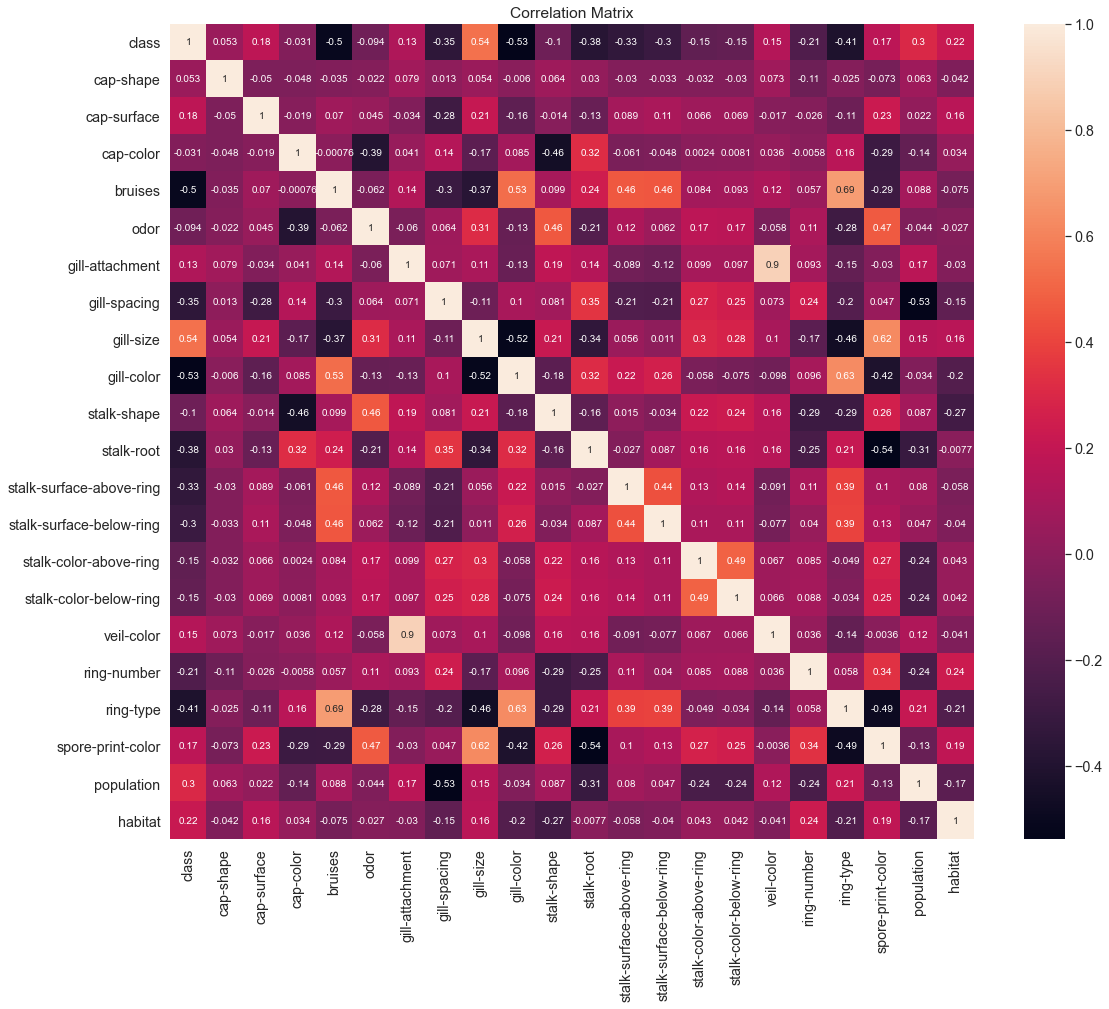 Correlation Matrix
class 1 0.053 0.18 -0.031 -0.5 -0.094 0.13 -0.35 0.54 -0.53 -0.1 -0.38 -0.33 -0.3 -0.15 -0.15 0.15 -0.21 -0.41 0.17 0.3 0.22
cap-shape 0.053 1 -0.05 -0.048 -0.035 -0.022 0.079 0.013 0.054 -0.006 0.064 0.03 -0.03 -0.033 -0.032 -0.03 0.073 -0.11 -0.025 -0.073 0.063 -0.042
cap-surface 0.18 -0.05 1 -0.019 0.07 0.045 -0.034 -0.28 0.21 -0.16 -0.014 -0.13 0.089 0.11 0.066 0.069 -0.017 -0.026 -0.11 0.23 0.022 0.16
cap-color -0.031 -0.048 -0.019 1 -0.00076 -0.39 0.041 0.14 -0.17 0.085 -0.46 0.32 -0.061 -0.048 0.0024 0.0081 0.036 -0.0058 0.16 -0.29 -0.14 0.034
bruises -0.5 -0.035 0.07 -0.00076 1 -0.062 0.14 -0.3 -0.37 0.53 0.099 0.24 0.46 0.46 0.084 0.093 0.12 0.057 0.69 -0.29 0.088 -0.075
odor -0.094 -0.022 0.045 -0.39 -0.062 1 -0.06 0.064 0.31 -0.13 0.46 -0.21 0.12 0.062 0.17 0.17 -0.058 0.11 -0.28 0.47 -0.044 -0.027
gill-attachment 0.13 0.079 -0.034 0.041 0.14 -0.06 1 0.071 0.11 -0.13 0.19 0.14 -0.089 -0.12 0.099 0.097 0.9 0.093 -0.15 -0.03 0.17 -0.03
gill-spacing -0.35 0.013 -0.28 0.14 -0.3 0.064 0.071 1 -0.11 0.1 0.081 0.35 -0.21 -0.21 0.27 0.25 0.073 0.24 -0.2 0.047 -0.53 -0.15
gill-size 0.54 0.054 0.21 -0.17 -0.37 0.31 0.11 -0.11 1 -0.52 0.21 -0.34 0.056 0.011 0.3 0.28 0.1 -0.17 -0.46 0.62 0.15 0.16
gill-color -0.53 -0.006 -0.16 0.085 0.53 -0.13 -0.13 0.1 -0.52 1 -0.18 0.32 0.22 0.26 -0.058 -0.075 -0.098 0.096 0.63 -0.42 -0.034 -0.2
stalk-shape -0.1 0.064 -0.014 -0.46 0.099 0.46 0.19 0.081 0.21 -0.18 1 -0.16 0.015 -0.034 0.22 0.24 0.16 -0.29 -0.29 0.26 0.087 -0.27
stalk-root -0.38 0.03 -0.13 0.32 0.24 -0.21 0.14 0.35 -0.34 0.32 -0.16 1 -0.027 0.087 0.16 0.16 0.16 -0.25 0.21 -0.54 -0.31 -0.0077
stalk-surface-above-ring -0.33 -0.03 0.089 -0.061 0.46 0.12 -0.089 -0.21 0.056 0.22 0.015 -0.027 1 0.44 0.13 0.14 -0.091 0.11 0.39 0.1 0.08 -0.058
stalk-surface-below-ring -0.3 -0.033 0.11 -0.048 0.46 0.062 -0.12 -0.21 0.011 0.26 -0.034 0.087 0.44 1 0.11 0.11 -0.077 0.04 0.39 0.13 0.047 -0.04
stalk-color-above-ring -0.15 -0.032 0.066 0.0024 0.084 0.17 0.099 0.27 0.3 -0.058 0.22 0.16 0.13 0.11 1 0.49 0.067 0.085 -0.049 0.27 -0.24 0.043
stalk-color-below-ring -0.15 -0.03 0.069 0.0081 0.093 0.17 0.097 0.25 0.28 -0.075 0.24 0.16 0.14 0.11 0.49 1 0.066 0.088 -0.034 0.25 -0.24 0.042
veil-color 0.15 0.073 -0.017 0.036 0.12 -0.058 0.9 0.073 0.1 -0.098 0.16 0.16 -0.091 -0.077 0.067 0.066 1 0.036 -0.14 -0.0036 0.12 -0.041
ring-number -0.21 -0.11 -0.026 -0.0058 0.057 0.11 0.093 0.24 -0.17 0.096 -0.29 -0.25 0.11 0.04 0.085 0.088 0.036 1 0.058 0.34 -0.24 0.24
ring-type -0.41 -0.025 -0.11 0.16 0.69 -0.28 -0.15 -0.2 -0.46 0.63 -0.29 0.21 0.39 0.39 -0.049 -0.034 -0.14 0.058 1 -0.49 0.21 -0.21
spore-print-color 0.17 -0.073 0.23 -0.29 -0.29 0.47 -0.03 0.047 0.62 -0.42 0.26 -0.54 0.1 0.13 0.27 0.25 -0.0036 0.34 -0.49 1 -0.13 0.19
population 0.3 0.063 0.022 -0.14 0.088 -0.044 0.17 -0.53 0.15 -0.034 0.087 -0.31 0.08 0.047 -0.24 -0.24 0.12 -0.24 0.21 -0.13 1 -0.17
habitat 0.22 -0.042 0.16 0.034 -0.075 -0.027 -0.03 -0.15 0.16 -0.2 -0.27 -0.0077 -0.058 -0.04 0.043 0.042 -0.041 0.24 -0.21 0.19 -0.17 1
class
cap-shape
cap-surface
cap-color
bruises
odor
gill-attachment
gill-spacing
gill-size
gill-color
stalk-shape
stalk-root
stalk-surface-above-ring
stalk-surface-below-ring
stalk-color-above-ring
stalk-color-below-ring
veil-color
ring-number
ring-type
spore-print-color
population
habitat
1.0
0.8
0.6
0.4
0.2
0.0
−0.2
−0.4